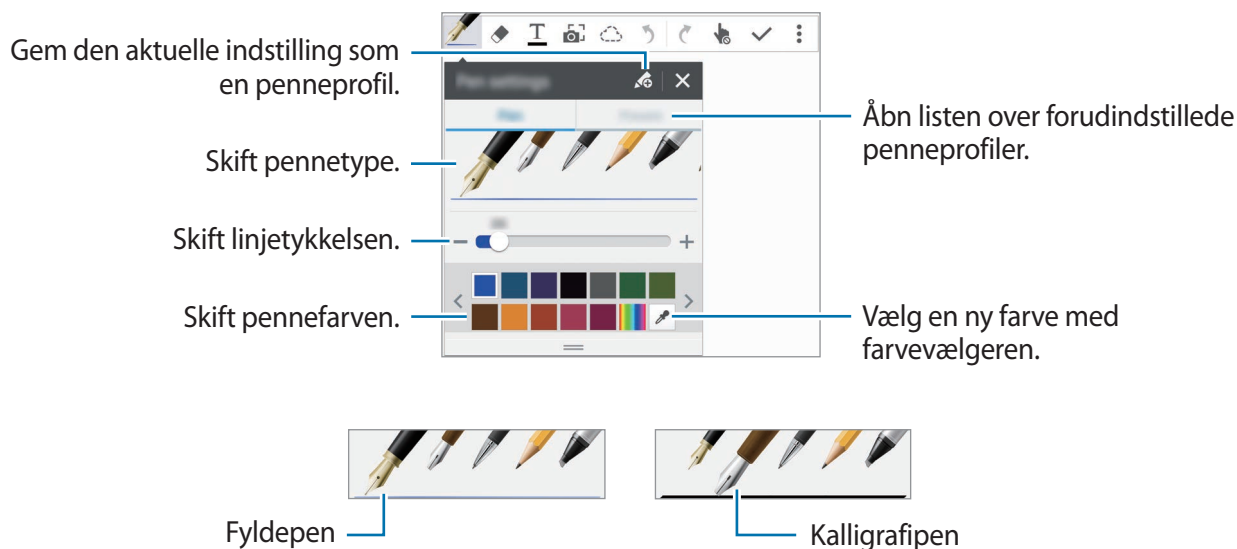 Gem den aktuelle indstilling som
en penneprofil.
Åbn listen over forudindstillede
penneprofiler.
Skift pennetype.
Skift linjetykkelsen.
Skift pennefarven.
Vælg en ny farve med
farvevælgeren.
Fyldepen
Kalligrafipen